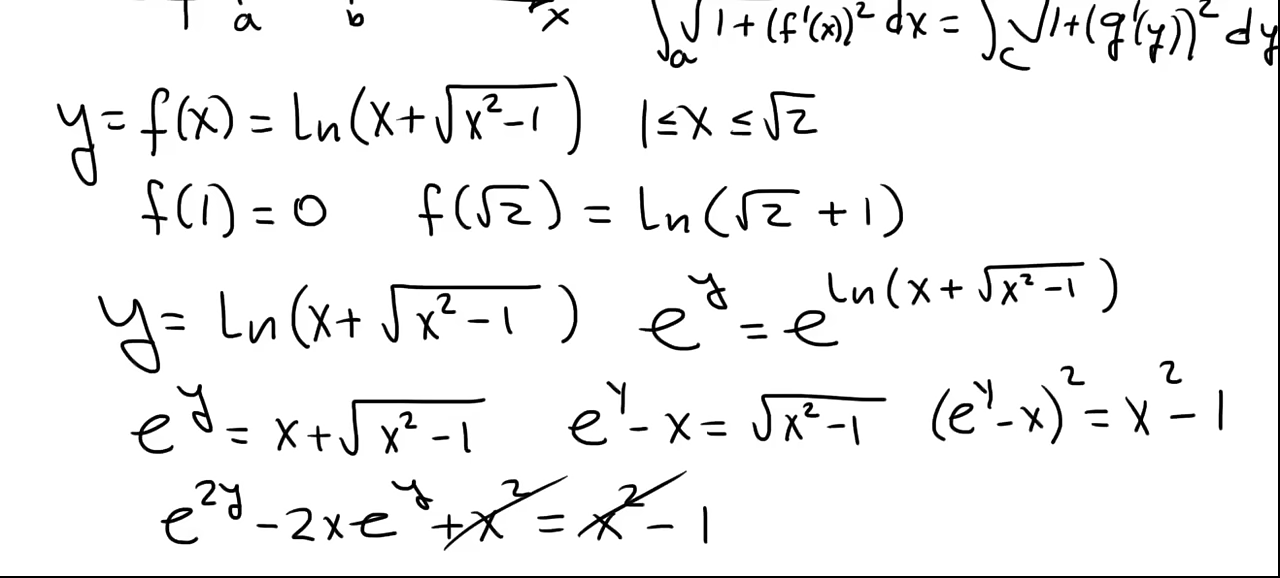 a b x ∫_a √1+(f'(x))² dx = ∫_c √1+(g'(y))² dy
y = f(x) = ln(x+√x²-1) 1≤x≤√2
f(1) = 0 f(√2) = ln(√2 +1)
y = ln(x+√x²-1) e^y = e^ln(x+√x²-1)
e^y = x+√x²-1 e^y - x = √x²-1 (e^y - x)² = x² - 1
e^2y - 2xe^y + x² = x² - 1